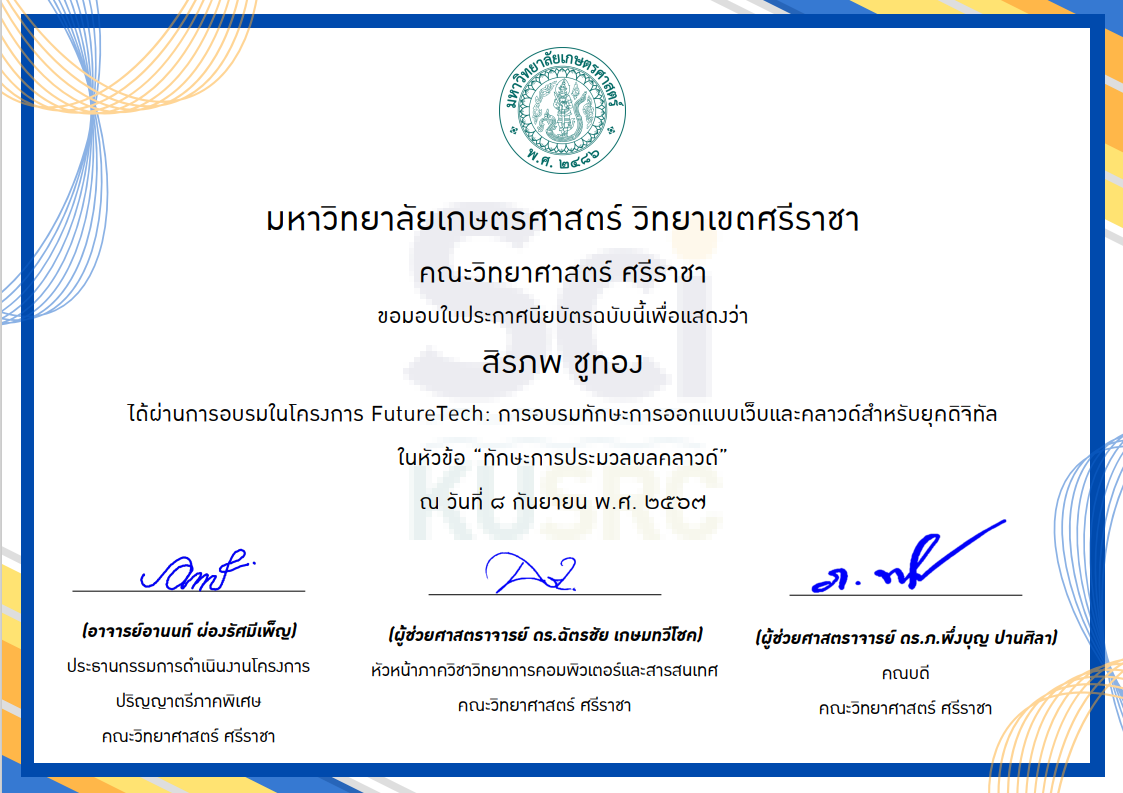 มหาวิทยาลัยเกษตรศาสตร์
พ.ศ. ๒๔๘๖
มหาวิทยาลัยเกษตรศาสตร์ วิทยาเขตศรีราชา
คณะวิทยาศาสตร์ ศรีราชา
ขอมอบใบประกาศนียบัตรฉบับนี้เพื่อแสดงว่า
สิรภพ ชูทอง
ได้ผ่านการอบรมในโครงการ FutureTech: การอบรมทักษะการออกแบบเว็บและคลาวด์สำหรับยุคดิจิทัล
ในหัวข้อ “ทักษะการประมวลผลคลาวด์”
ณ วันที่ ๘ กันยายน พ.ศ. ๒๕๖๗
Sci
KUSRC
(อาจารย์อานนท์ ผ่องรัศมีเพ็ญ)
ประธานกรรมการดำเนินงานโครงการ
ปริญญาตรีภาคพิเศษ
คณะวิทยาศาสตร์ ศรีราชา
(ผู้ช่วยศาสตราจารย์ ดร.ฉัตรชัย เกษมทวีโชค)
หัวหน้าภาควิชาวิทยาการคอมพิวเตอร์และสารสนเทศ
คณะวิทยาศาสตร์ ศรีราชา
(ผู้ช่วยศาสตราจารย์ ดร.ภ.พึ่งบุญ ปานศิลา)
คณบดี
คณะวิทยาศาสตร์ ศรีราชา